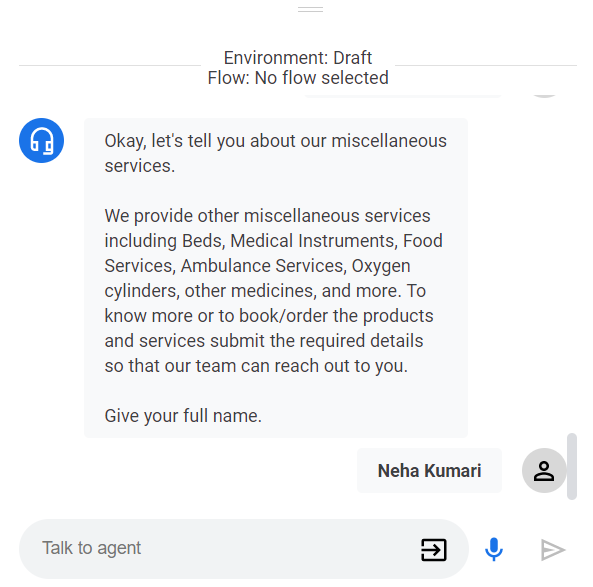 Environment: Draft
Flow: No flow selected
Okay, let's tell you about our miscellaneous
services.
We provide other miscellaneous services
including Beds, Medical Instruments, Food
Services, Ambulance Services, Oxygen
cylinders, other medicines, and more. To
know more or to book/order the products
and services submit the required details
so that our team can reach out to you.
Give your full name.
Neha Kumari
Talk to agent